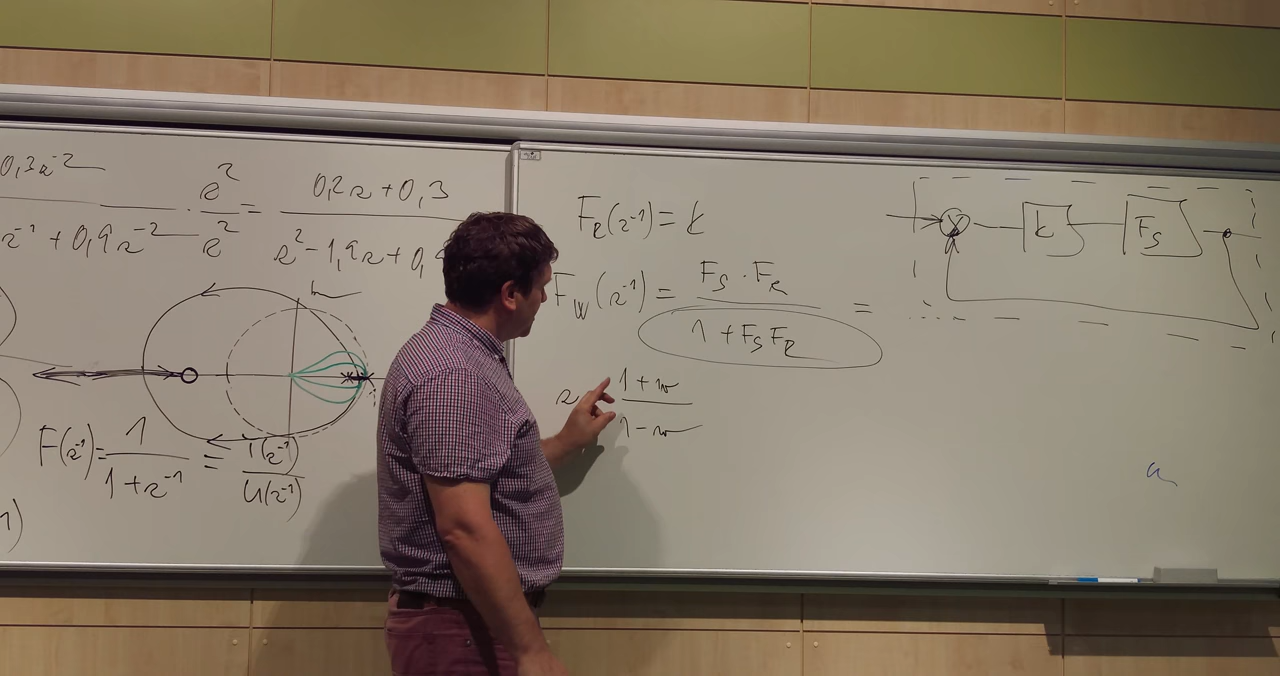 0,3z⁻²
z⁻¹ + 0,9z⁻² · z²/z² = (0,2z + 0,3)/(z² - 1,9z + 0,
F(z⁻¹) = 1/(1 + z⁻¹) = Y(z⁻¹)/U(z⁻¹)
1)
F_R(z⁻¹) = k
F_W(z⁻¹) = (F_S · F_R)/(1 + F_S F_R) =
z = (1 + w)/(1 - w)
k F_S